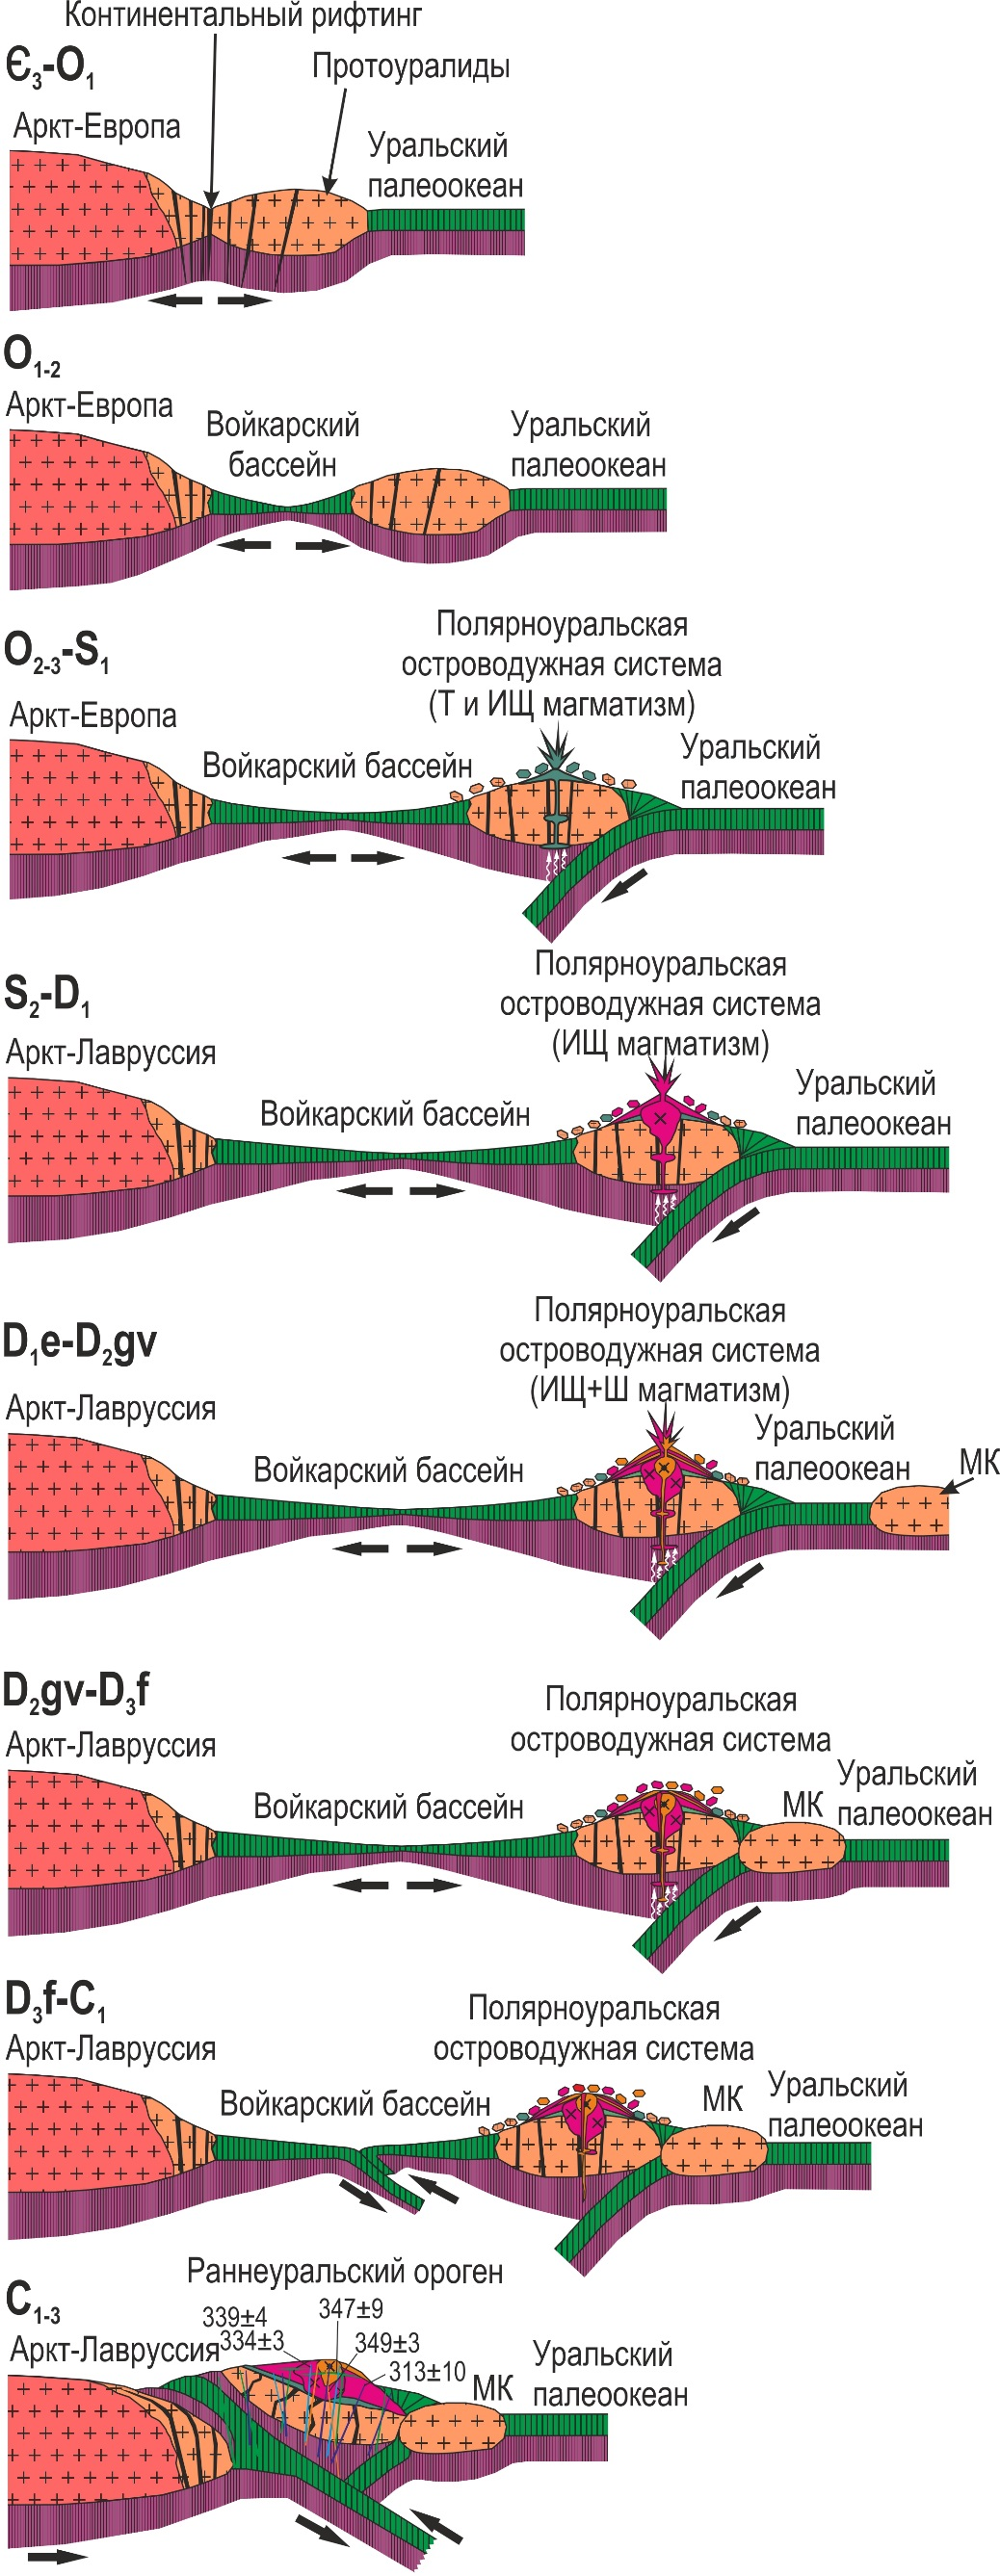 Континентальный рифтинг
Є3-O1
Протоуралиды
Аркт-Европа
Уральский
палеоокеан
O1-2
Аркт-Европа
Войкарский
бассейн
Уральский
палеоокеан
O2-3-S1
Полярноуральская
островодужная система
(Т и ИЩ магматизм)
Аркт-Европа
Войкарский бассейн
Уральский
палеоокеан
S2-D1
Полярноуральская
островодужная система
(ИЩ магматизм)
Аркт-Лавруссия
Войкарский бассейн
Уральский
палеоокеан
D1e-D2gv
Полярноуральская
островодужная система
(ИЩ+Ш магматизм)
Аркт-Лавруссия
Войкарский бассейн
Уральский
палеоокеан
МК
D2gv-D3f
Полярноуральская
островодужная система
Аркт-Лавруссия
Войкарский бассейн
МК
Уральский
палеоокеан
D3f-C1
Полярноуральская
островодужная система
Аркт-Лавруссия
Войкарский бассейн
МК
Уральский
палеоокеан
Раннеуральский ороген
C1-3
339±4
347±9
Аркт-Лавруссия
334±3
349±3
313±10
МК
Уральский
палеоокеан